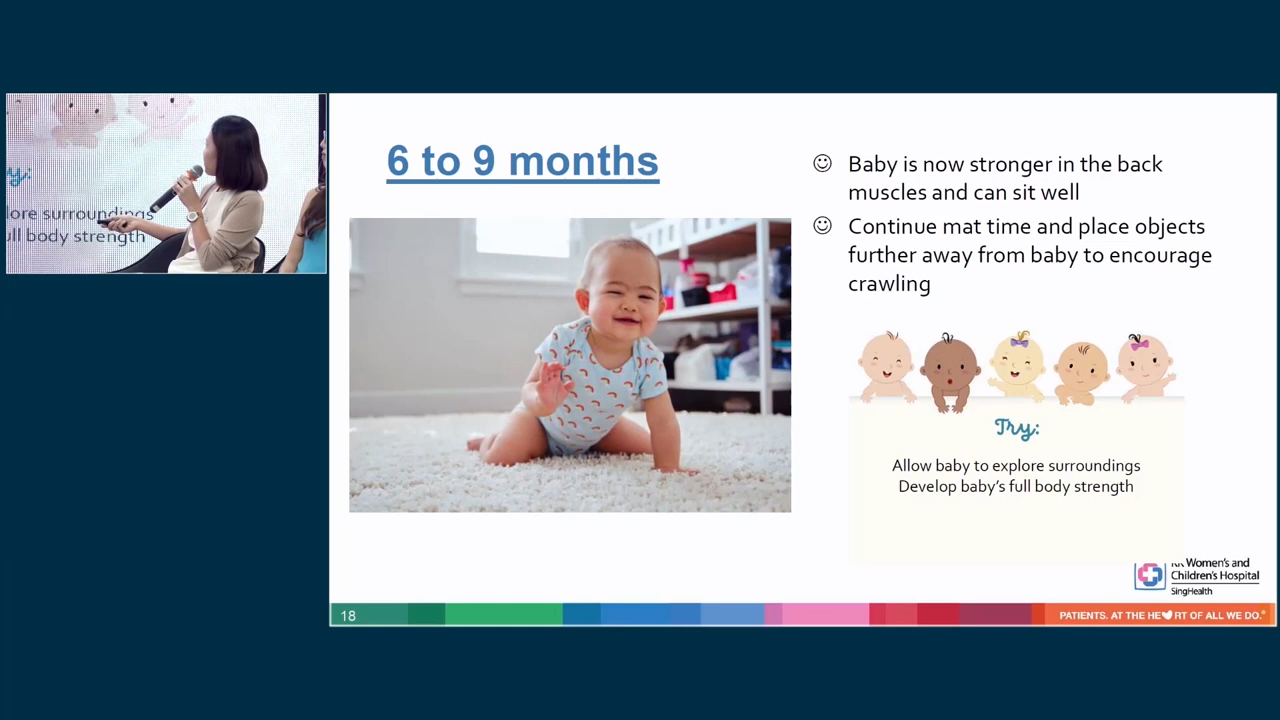 y:
lore surroundings
ull body strength
6 to 9 months
Baby is now stronger in the back
muscles and can sit well
Continue mat time and place objects
further away from baby to encourage
crawling
Try:
Allow baby to explore surroundings
Develop baby's full body strength
KK Women's and
Children's Hospital
SingHealth
18
PATIENTS. AT THE HE RT OF ALL WE DO.®